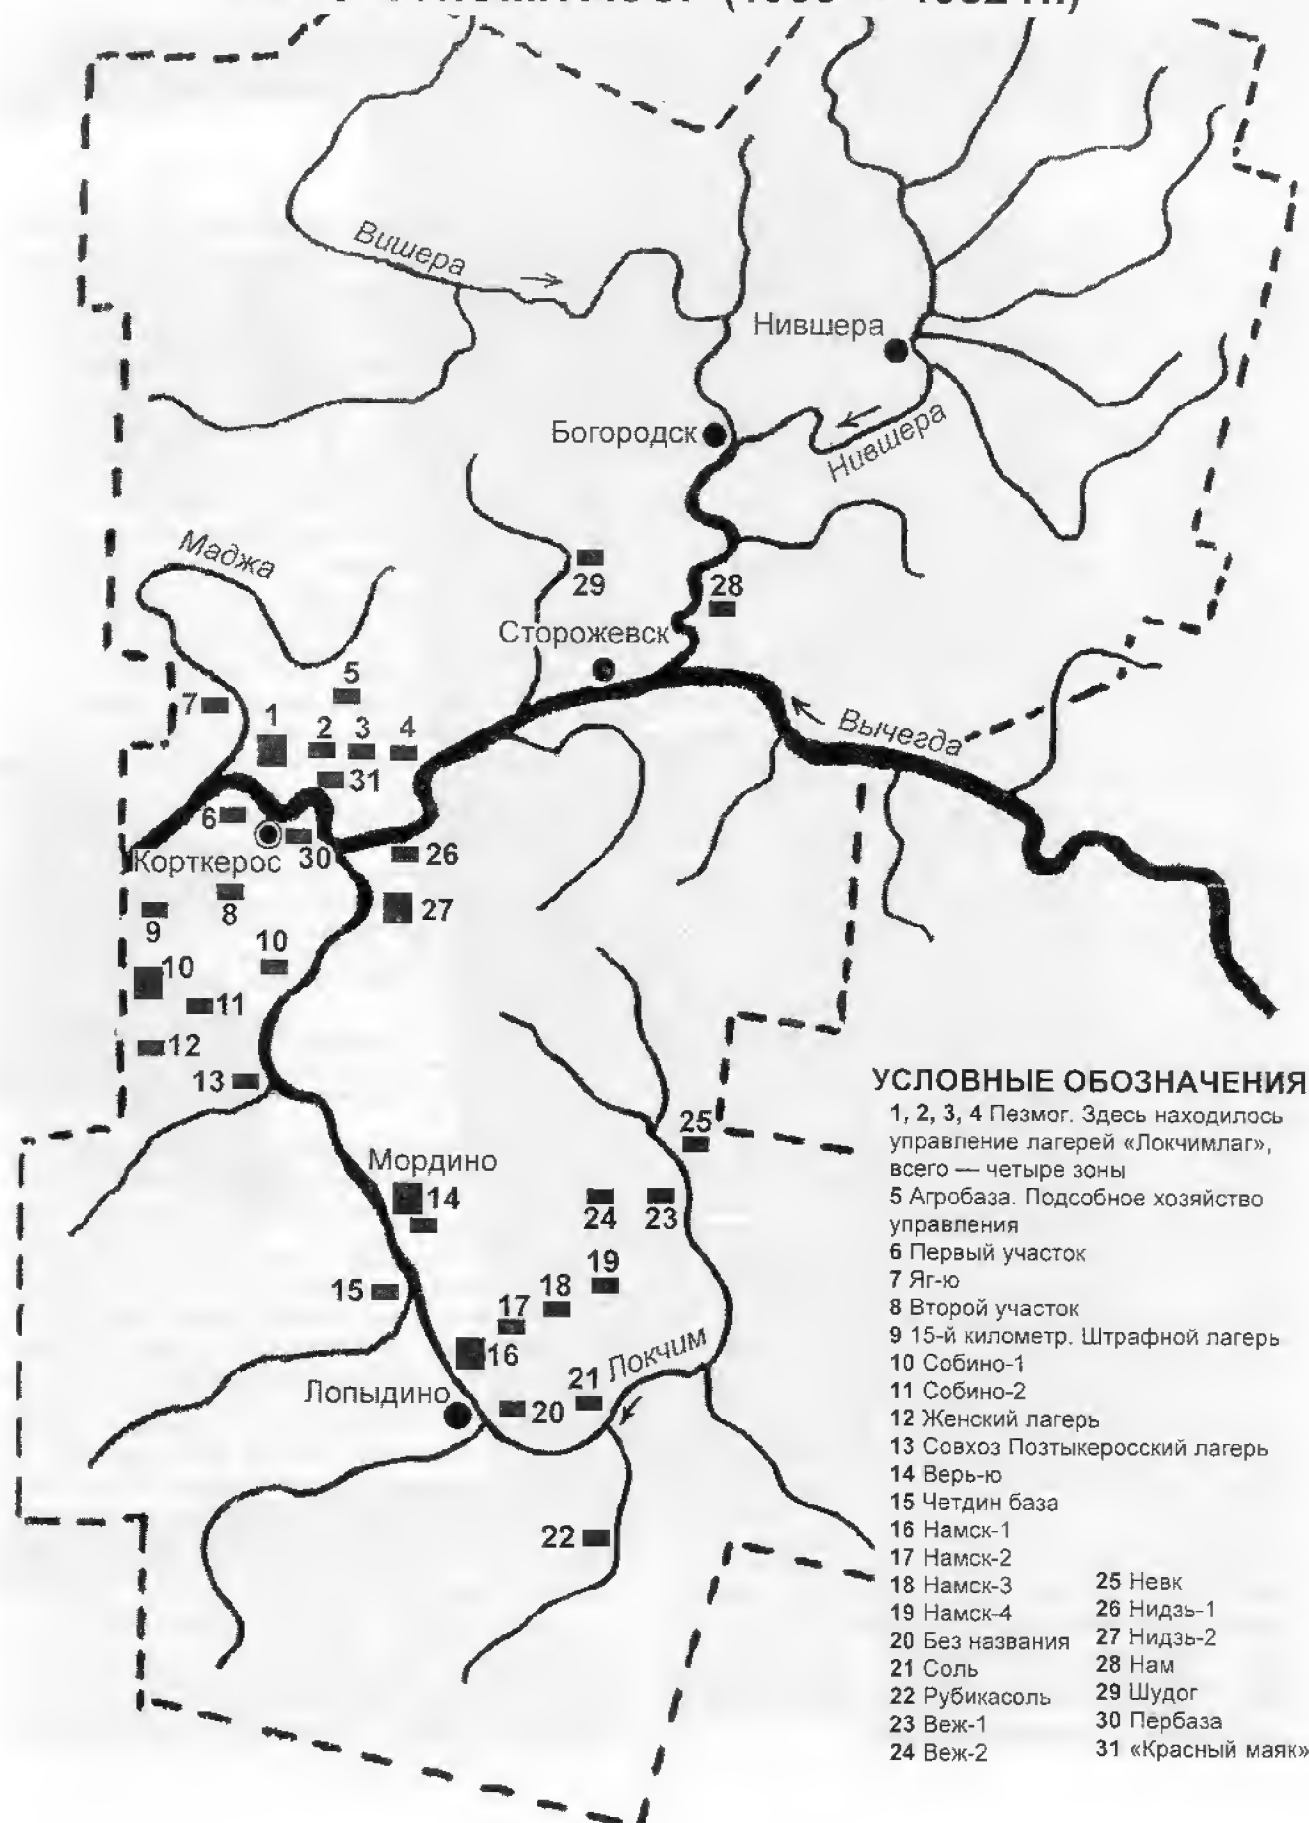 Вишера
Нившера
Богородск
Нившера
Маджа
29
28
Сторожевск
5
7
1
2
3
4
Вычегда
31
6
Корткерос
30
26
8
27
9
10
10
11
12
13
УСЛОВНЫЕ ОБОЗНАЧЕНИЯ
1, 2, 3, 4 Пезмог. Здесь находилось
управление лагерей «Локчимлаг»,
всего — четыре зоны
5 Агробаза. Подсобное хозяйство
управления
6 Первый участок
7 Яг-ю
8 Второй участок
9 15-й километр. Штрафной лагерь
10 Собино-1
11 Собино-2
12 Женский лагерь
13 Совхоз Позтыкеросский лагерь
14 Верь-ю
15 Четдин база
16 Намск-1
17 Намск-2
18 Намск-3
19 Намск-4
20 Без названия
21 Соль
22 Рубикасоль
23 Веж-1
24 Веж-2
25 Невк
26 Нидзь-1
27 Нидзь-2
28 Нам
29 Шудог
30 Пербаза
31 «Красный маяк»
25
Мордино
14
24
23
15
19
18
17
16
Локчим
Лопыдино
20
21
22